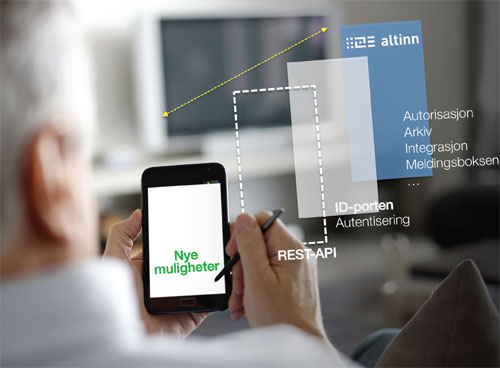 altinn
Autorisasjon
Arkiv
Integrasjon
Meldingsboksen
...
ID-porten
Autentisering
REST-API
Nye
muligheter